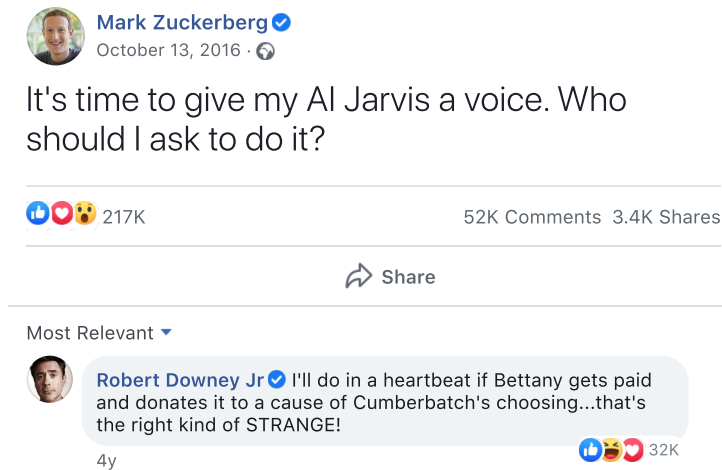 Mark Zuckerberg
October 13, 2016 ·
It's time to give my AI Jarvis a voice. Who
should I ask to do it?
217K 52K Comments 3.4K Shares
Share
Most Relevant
Robert Downey Jr I'll do in a heartbeat if Bettany gets paid
and donates it to a cause of Cumberbatch's choosing...that's
the right kind of STRANGE!
32K
4y